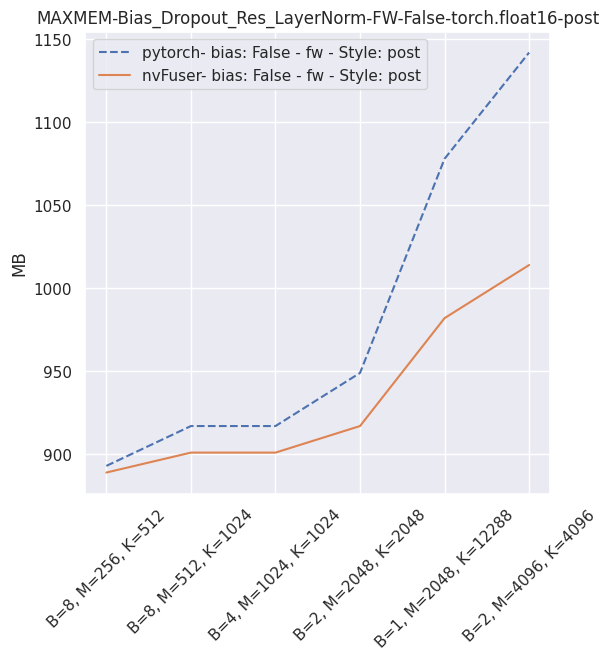 MAXMEM-Bias_Dropout_Res_LayerNorm-FW-False-torch.float16-post
pytorch- bias: False - fw - Style: post
nvFuser- bias: False - fw - Style: post
1150
1100
1050
1000
950
900
MB
B=8, M=256, K=512
B=8, M=512, K=1024
B=4, M=1024, K=1024
B=2, M=2048, K=2048
B=1, M=2048, K=12288
B=2, M=4096, K=4096